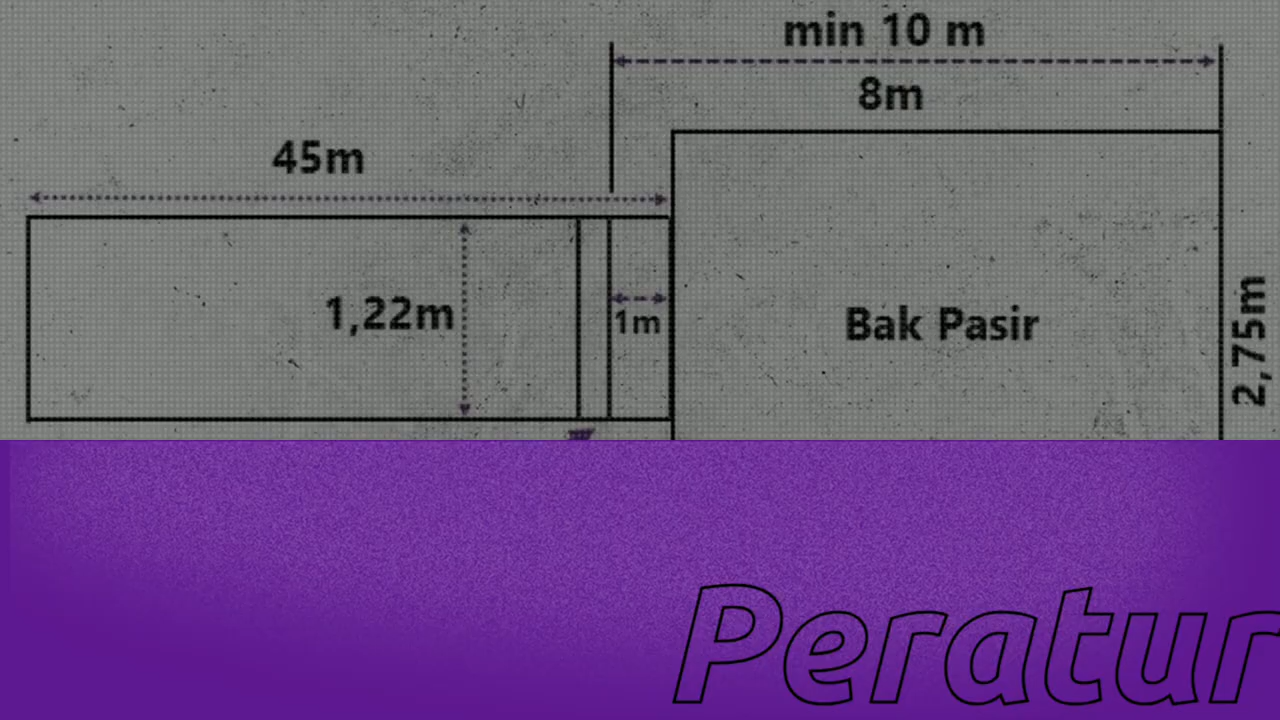 min 10 m
8m
45m
1,22m
1m
Bak Pasir
2,75m
Peratur